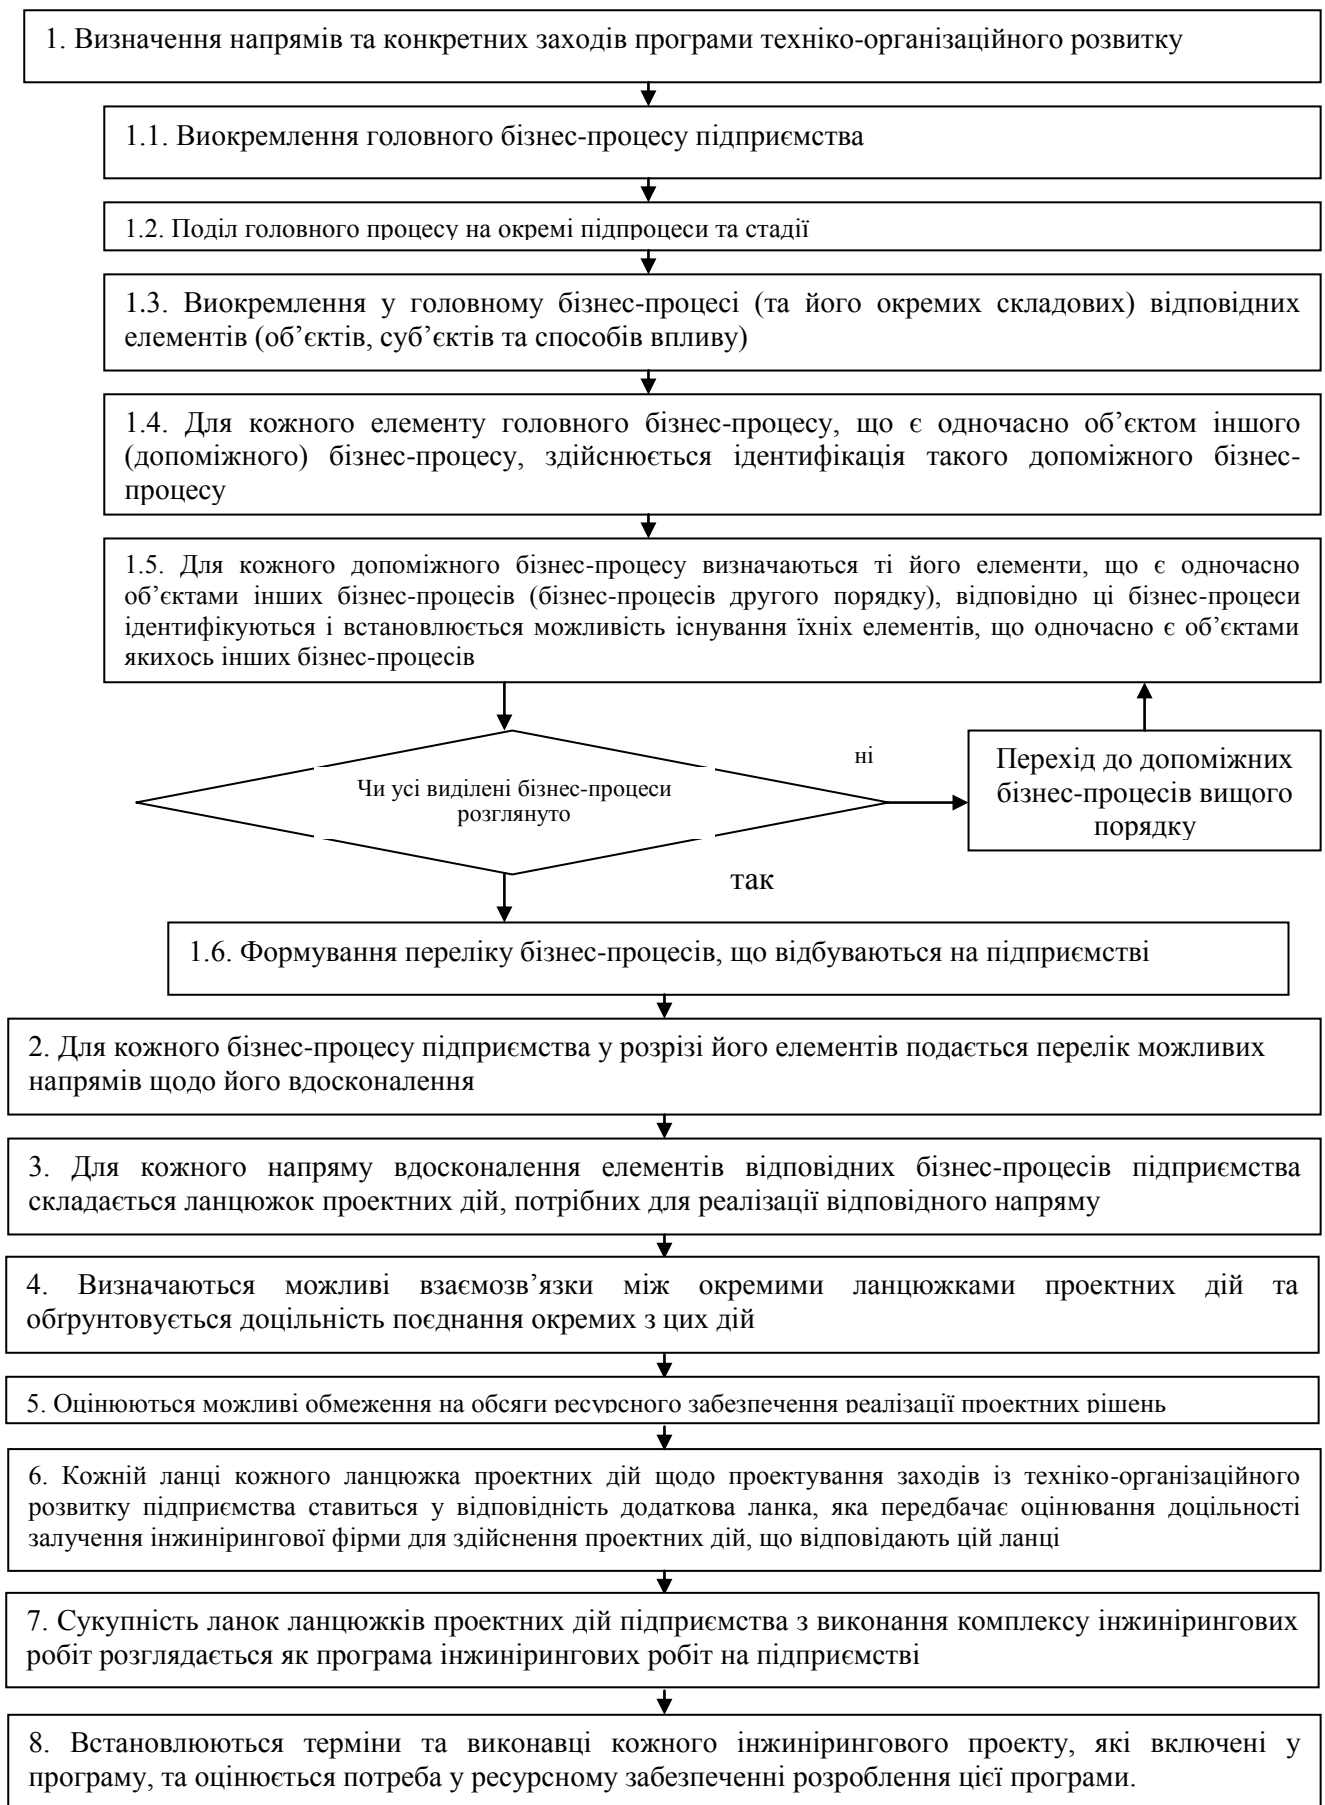 1. Визначення напрямів та конкретних заходів програми техніко-організаційного розвитку
1.1. Виокремлення головного бізнес-процесу підприємства
1.2. Поділ головного процесу на окремі підпроцеси та стадії
1.3. Виокремлення у головному бізнес-процесі (та його окремих складових) відповідних
елементів (об’єктів, суб’єктів та способів впливу)
1.4. Для кожного елементу головного бізнес-процесу, що є одночасно об’єктом іншого
(допоміжного) бізнес-процесу, здійснюється ідентифікація такого допоміжного бізнес-
процесу
1.5. Для кожного допоміжного бізнес-процесу визначаються ті його елементи, що є одночасно
об’єктами інших бізнес-процесів (бізнес-процесів другого порядку), відповідно ці бізнес-процеси
ідентифікуються і встановлюється можливість існування їхніх елементів, що одночасно є об’єктами
якихось інших бізнес-процесів
Чи усі виділені бізнес-процеси
розглянуто
ні
Перехід до допоміжних
бізнес-процесів вищого
порядку
так
1.6. Формування переліку бізнес-процесів, що відбуваються на підприємстві
2. Для кожного бізнес-процесу підприємства у розрізі його елементів подається перелік можливих
напрямів щодо його вдосконалення
3. Для кожного напряму вдосконалення елементів відповідних бізнес-процесів підприємства
складається ланцюжок проектних дій, потрібних для реалізації відповідного напряму
4. Визначаються можливі взаємозв’язки між окремими ланцюжками проектних дій та
обґрунтовується доцільність поєднання окремих з цих дій
5. Оцінюються можливі обмеження на обсяги ресурсного забезпечення реалізації проектних рішень
6. Кожній ланці кожного ланцюжка проектних дій щодо проектування заходів із техніко-організаційного
розвитку підприємства ставиться у відповідність додаткова ланка, яка передбачає оцінювання доцільності
залучення інжинірингової фірми для здійснення проектних дій, що відповідають цій ланці
7. Сукупність ланок ланцюжків проектних дій підприємства з виконання комплексу інжинірингових
робіт розглядається як програма інжинірингових робіт на підприємстві
8. Встановлюються терміни та виконавці кожного інжинірингового проекту, які включені у
програму, та оцінюється потреба у ресурсному забезпеченні розроблення цієї програми.